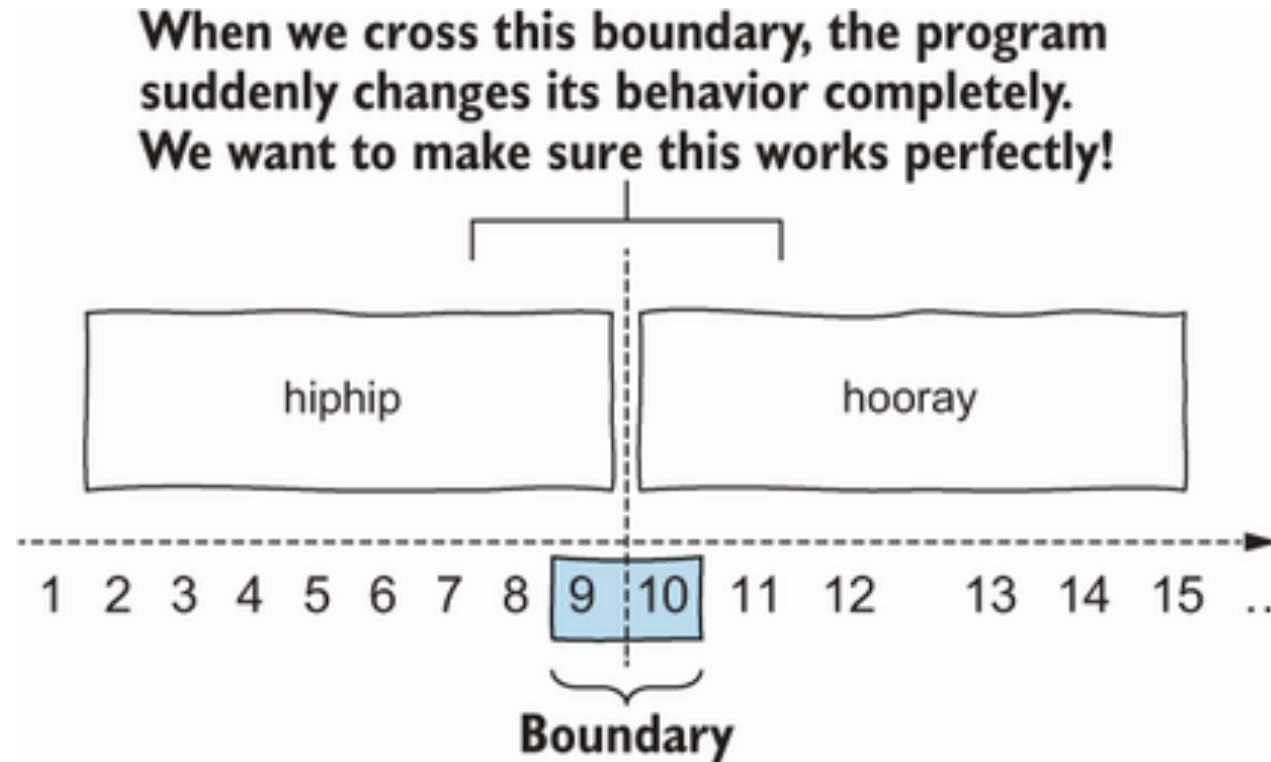 When we cross this boundary, the program
suddenly changes its behavior completely.
We want to make sure this works perfectly!
hiphip hooray
1 2 3 4 5 6 7 8 9 10 11 12 13 14 15 ..
Boundary